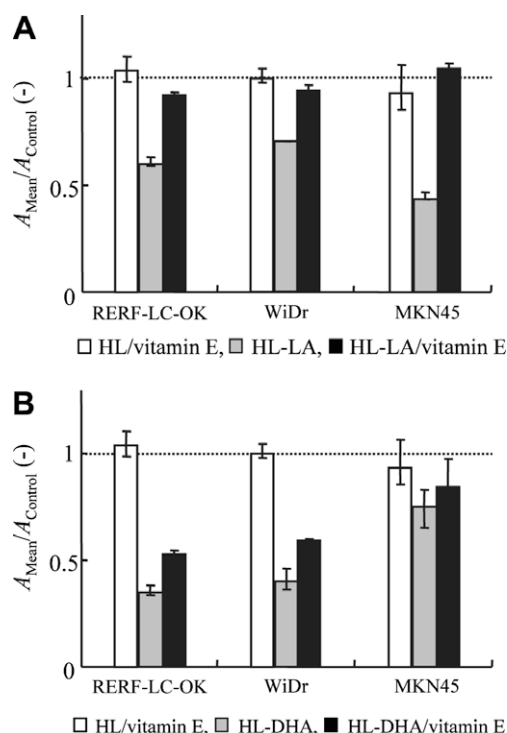 A
A_Mean/A_Control (-)
1
0.5
0
RERF-LC-OK WiDr MKN45
HL/vitamin E, HL-LA, HL-LA/vitamin E
B
A_Mean/A_Control (-)
1
0.5
0
RERF-LC-OK WiDr MKN45
HL/vitamin E, HL-DHA, HL-DHA/vitamin E